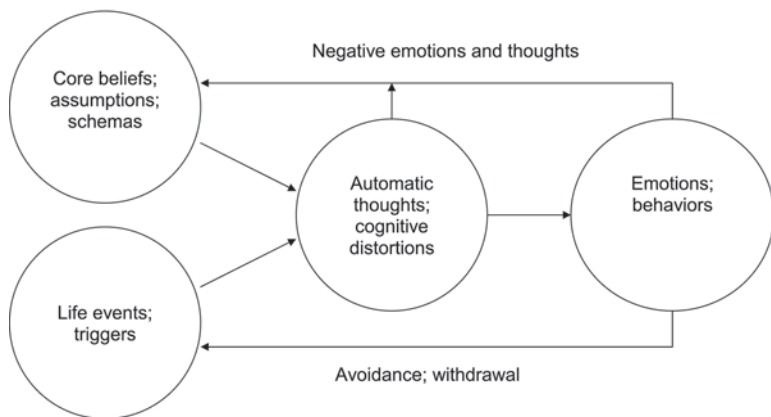 Negative emotions and thoughts
Core beliefs;
assumptions;
schemas
Automatic
thoughts;
cognitive
distortions
Emotions;
behaviors
Life events;
triggers
Avoidance; withdrawal